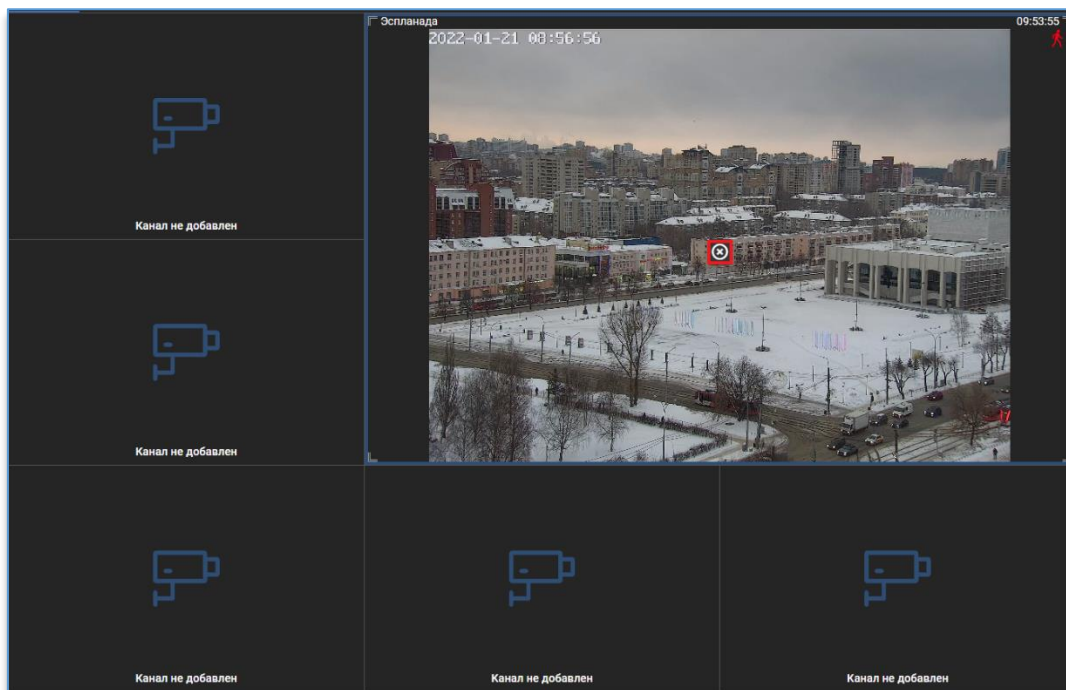 Эспланада
09:53:55
2022-01-21 08:56:56
Канал не добавлен
Канал не добавлен
Канал не добавлен
Канал не добавлен
Канал не добавлен